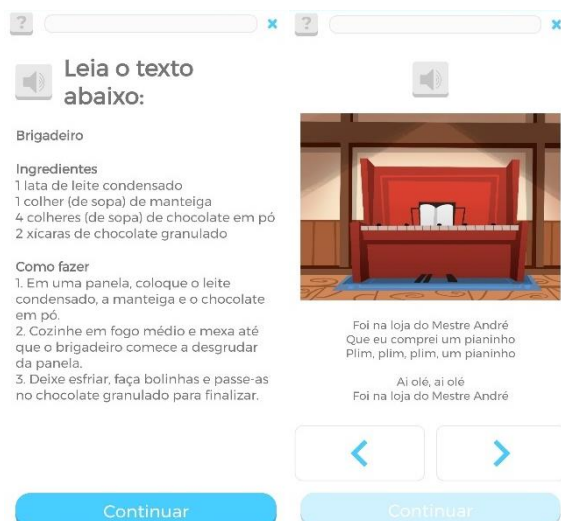 ?
×
Leia o texto
abaixo:
Brigadeiro
Ingredientes
1 lata de leite condensado
1 colher (de sopa) de manteiga
4 colheres (de sopa) de chocolate em pó
2 xícaras de chocolate granulado
Como fazer
1. Em uma panela, coloque o leite
condensado, a manteiga e o chocolate
em pó.
2. Cozinhe em fogo médio e mexa até
que o brigadeiro comece a desgrudar
da panela.
3. Deixe esfriar, faça bolinhas e passe-as
no chocolate granulado para finalizar.
Continuar
?
×
Foi na loja do Mestre André
Que eu comprei um pianinho
Plim, plim, plim, um pianinho
Ai olé, ai olé
Foi na loja do Mestre André
Continuar